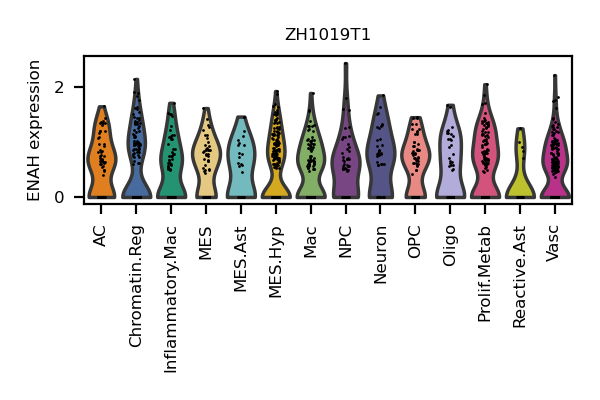 ZH1019T1
ENAH expression
2
0
AC
Chromatin.Reg
Inflammatory.Mac
MES
MES.Ast
MES.Hyp
Mac
NPC
Neuron
OPC
Oligo
Prolif.Metab
Reactive.Ast
Vasc